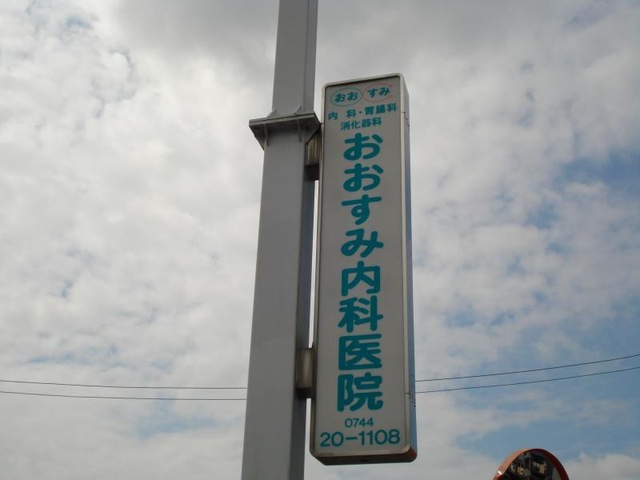 おお すみ
内 科・胃腸科
消化器科
おおすみ内科医院
0744
20-1108